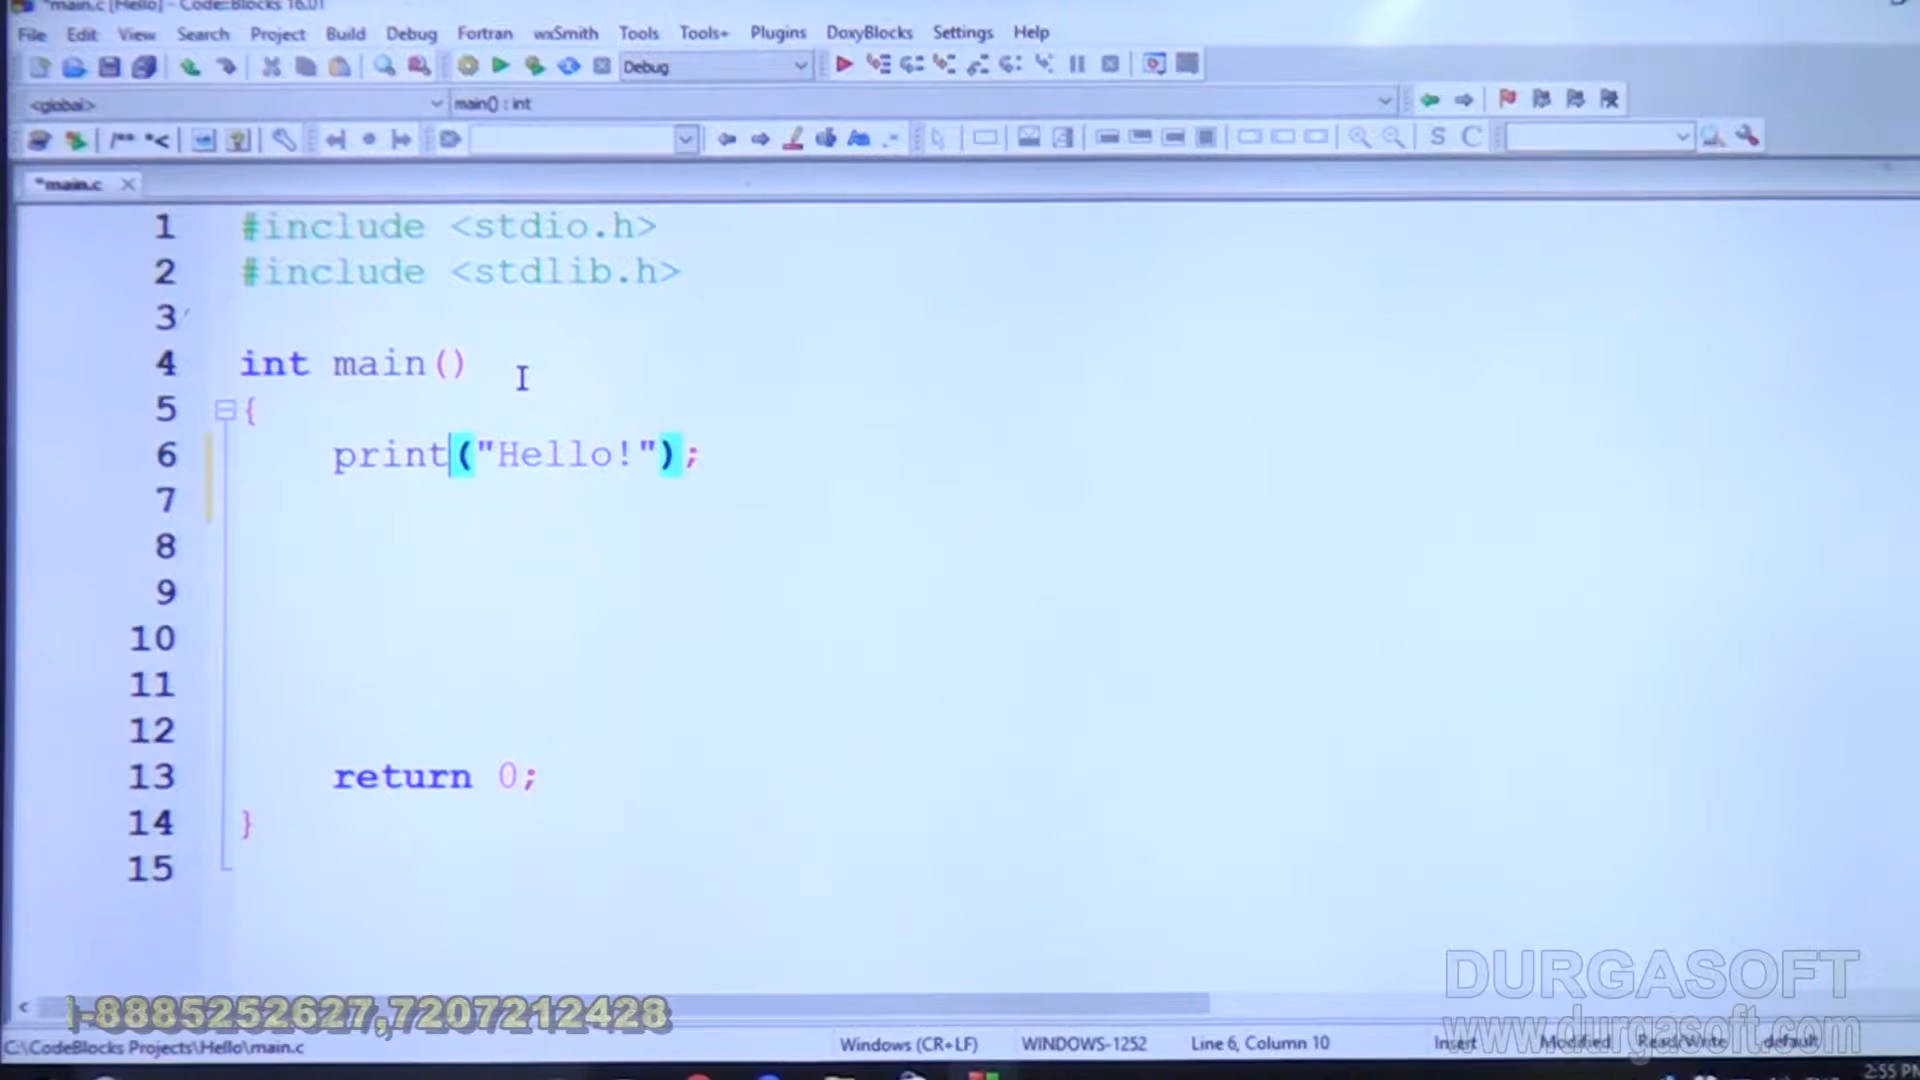 *main.c [Hello] - Code::Blocks 16.01
File Edit View Search Project Build Debug Fortran wxSmith Tools Tools+ Plugins DoxyBlocks Settings Help
Debug
<global> main() : int
/** *< S C
*main.c
1 #include <stdio.h>
2 #include <stdlib.h>
3
4 int main()
5 {
6 print("Hello!");
7
8
9
10
11
12
13 return 0;
14 }
15
DURGASOFT
-8885252627,7207212428
www.durgasoft.com
C:\CodeBlocks Projects\Hello\main.c Windows (CR+LF) WINDOWS-1252 Line 6, Column 10 Insert Modified Read/Write default
2:55 PM